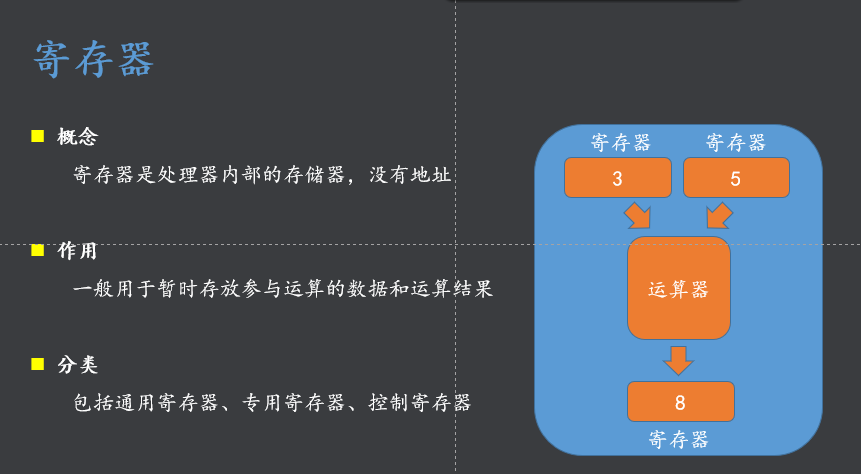 寄存器
概念
寄存器是处理器内部的存储器，没有地址
作用
一般用于暂时存放参与运算的数据和运算结果
分类
包括通用寄存器、专用寄存器、控制寄存器
寄存器 寄存器
3 5
运算器
8
寄存器